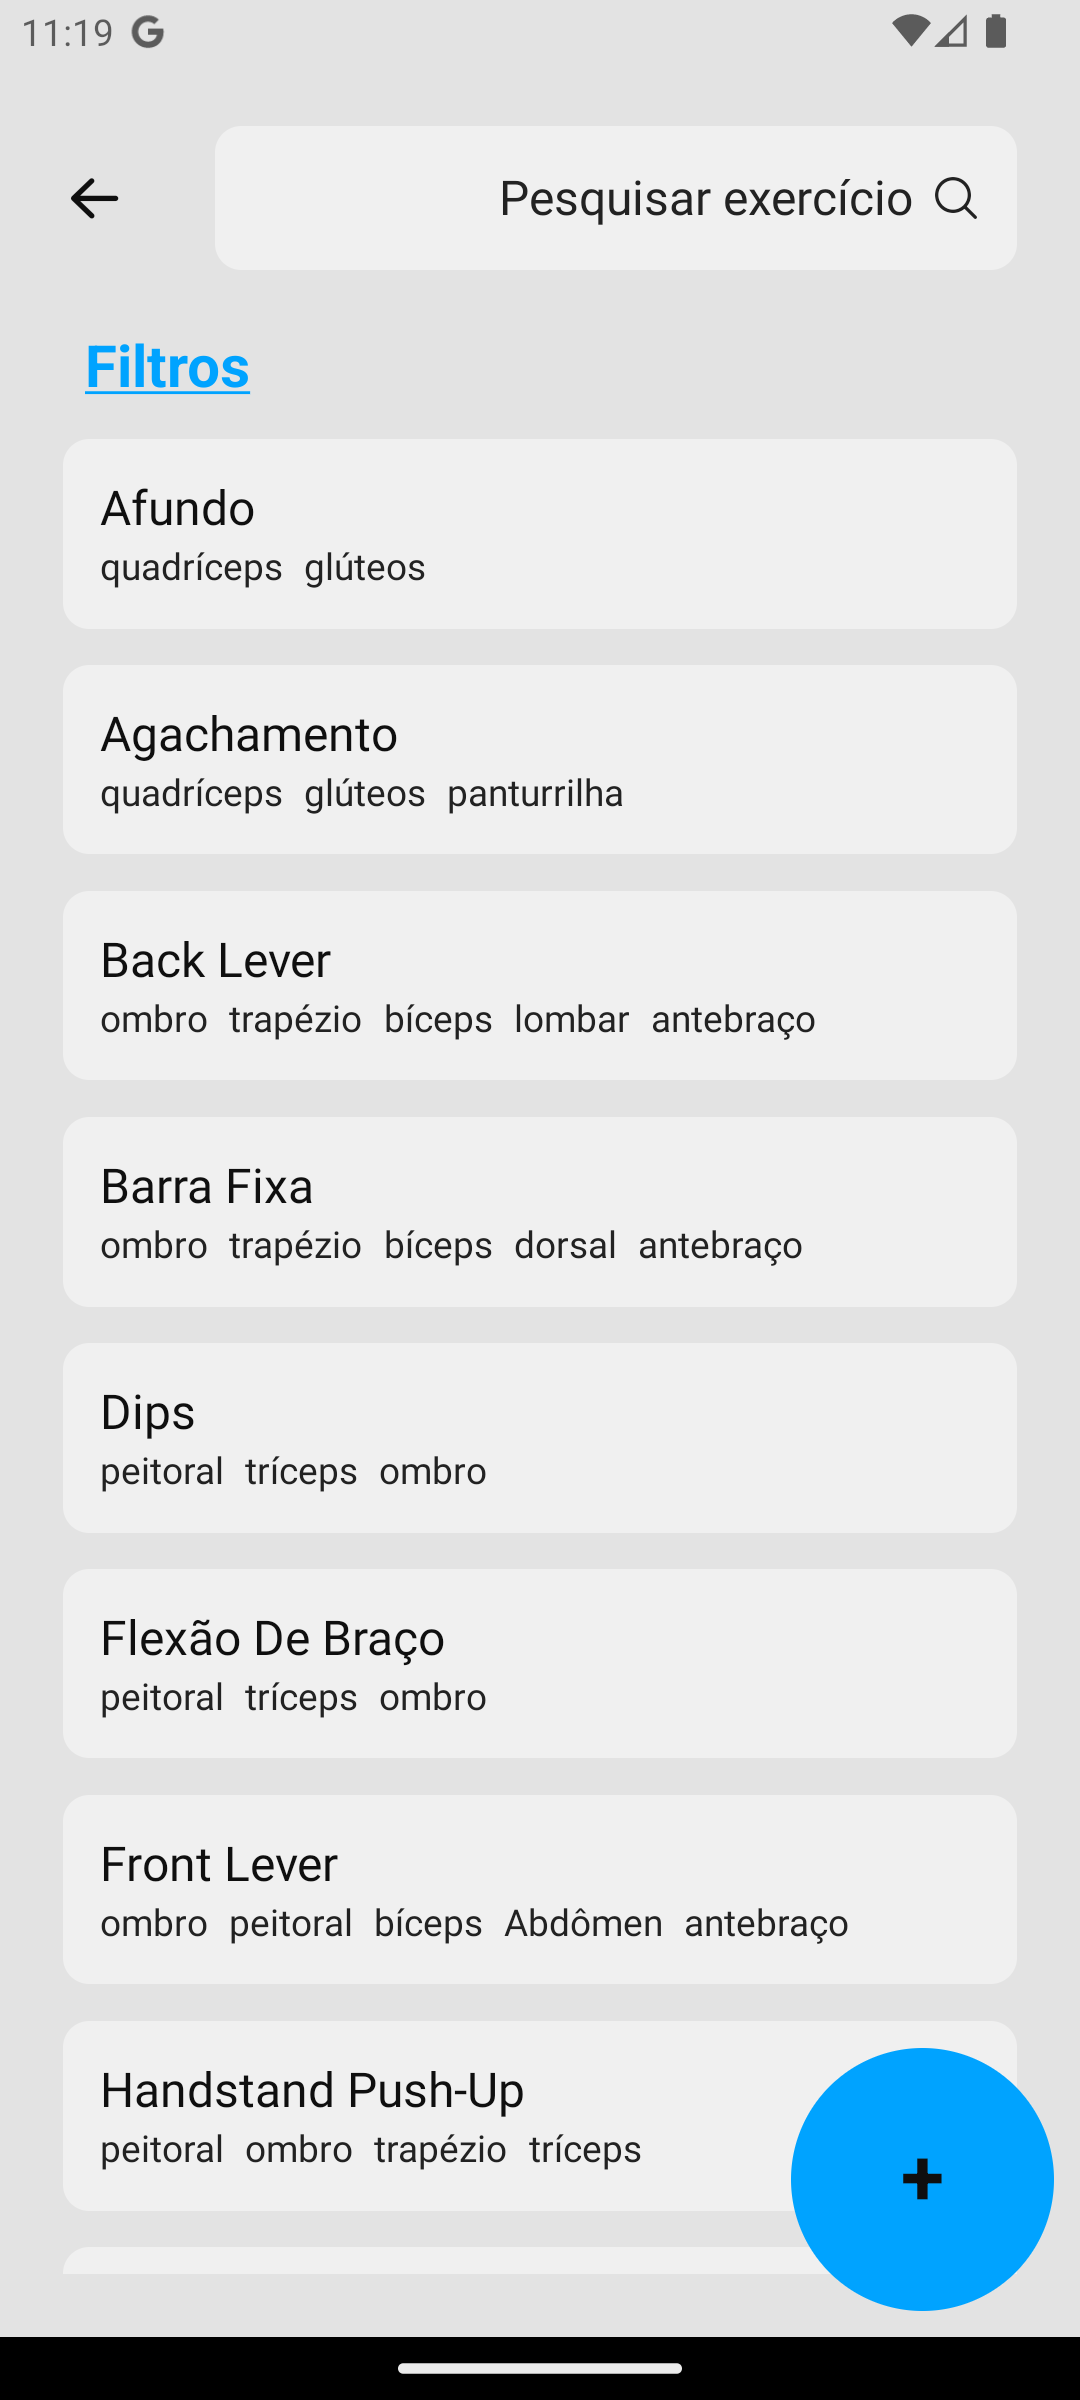 11:19
Pesquisar exercício
Filtros
Afundo
quadríceps glúteos
Agachamento
quadríceps glúteos panturrilha
Back Lever
ombro trapézio bíceps lombar antebraço
Barra Fixa
ombro trapézio bíceps dorsal antebraço
Dips
peitoral tríceps ombro
Flexão De Braço
peitoral tríceps ombro
Front Lever
ombro peitoral bíceps Abdômen antebraço
Handstand Push-Up
peitoral ombro trapézio tríceps
+